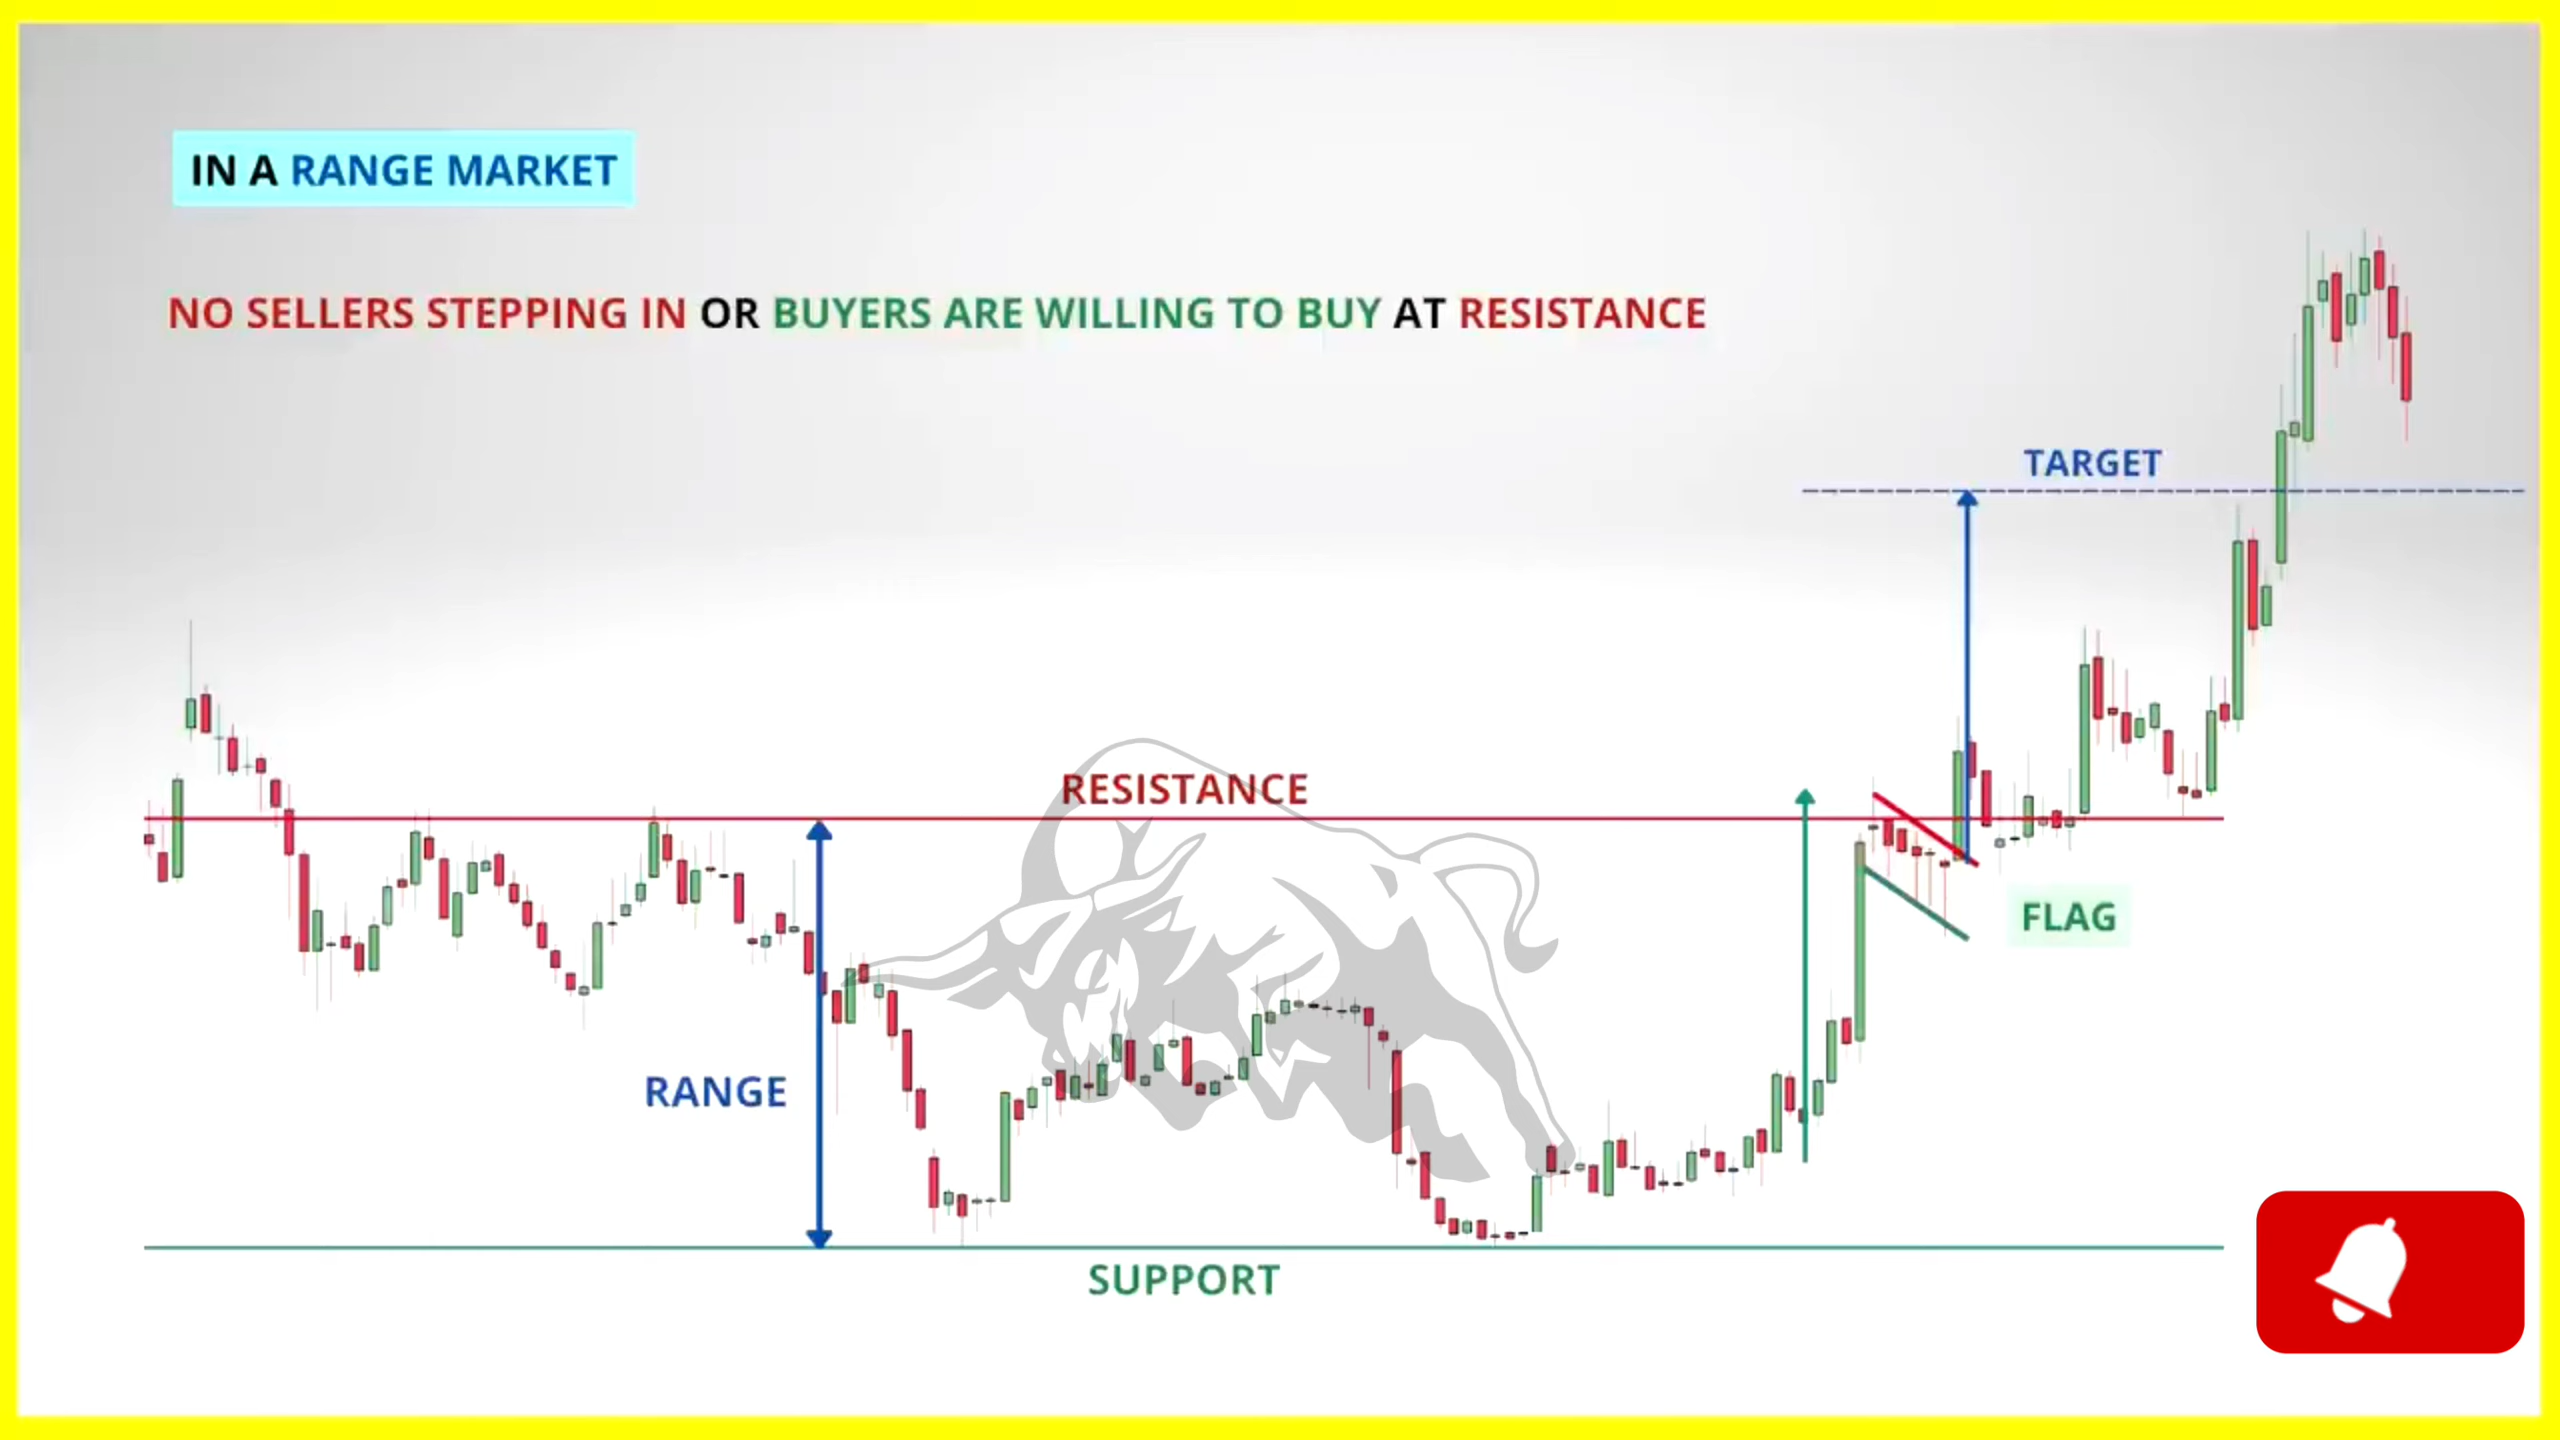 IN A RANGE MARKET
NO SELLERS STEPPING IN OR BUYERS ARE WILLING TO BUY AT RESISTANCE
TARGET
RESISTANCE
FLAG
RANGE
SUPPORT